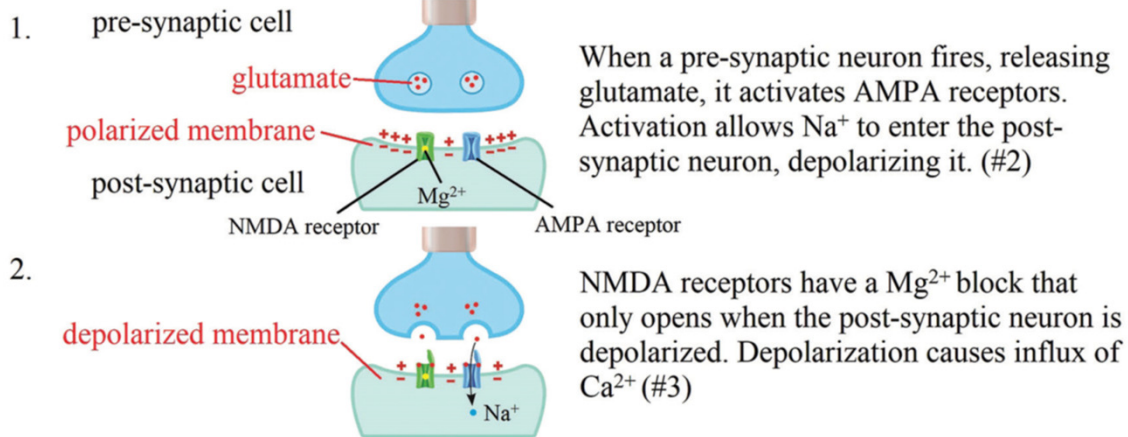 1.
pre-synaptic cell
glutamate
polarized membrane
post-synaptic cell
Mg²⁺
NMDA receptor
AMPA receptor
When a pre-synaptic neuron fires, releasing
glutamate, it activates AMPA receptors.
Activation allows Na⁺ to enter the post-
synaptic neuron, depolarizing it. (#2)
2.
depolarized membrane
Na⁺
NMDA receptors have a Mg²⁺ block that
only opens when the post-synaptic neuron is
depolarized. Depolarization causes influx of
Ca²⁺ (#3)